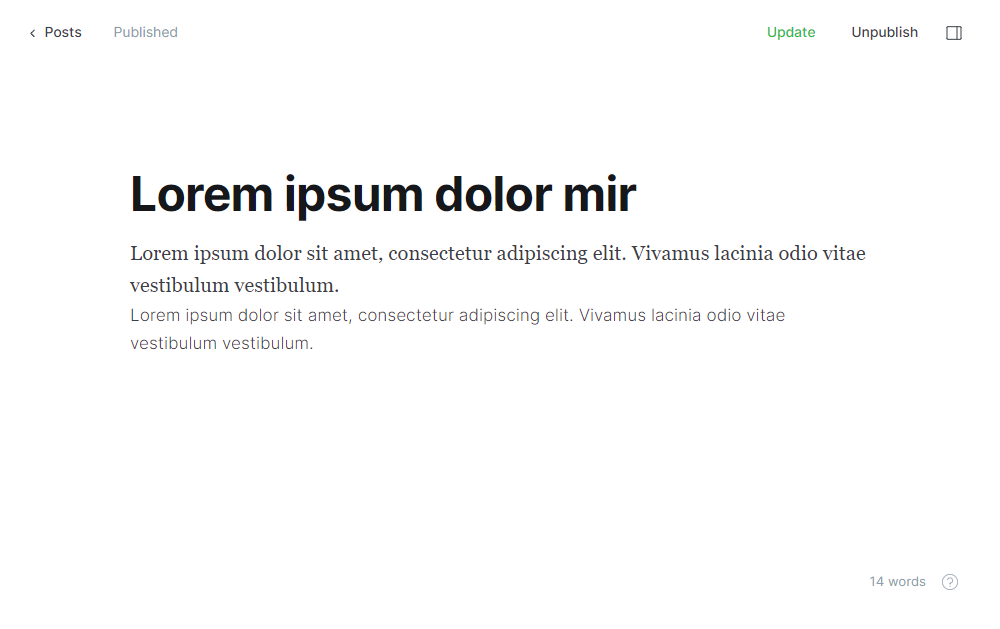 Posts Published Update Unpublish
Lorem ipsum dolor mir
Lorem ipsum dolor sit amet, consectetur adipiscing elit. Vivamus lacinia odio vitae
vestibulum vestibulum.
Lorem ipsum dolor sit amet, consectetur adipiscing elit. Vivamus lacinia odio vitae
vestibulum vestibulum.
14 words